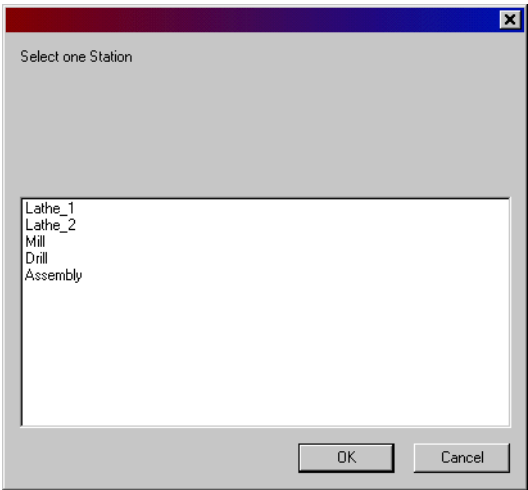 Select one Station
Lathe_1
Lathe_2
Mill
Drill
Assembly
OK
Cancel